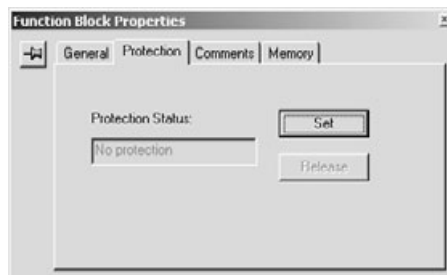 Function Block Properties
General Protection Comments Memory
Protection Status:
Set
No protection
Release